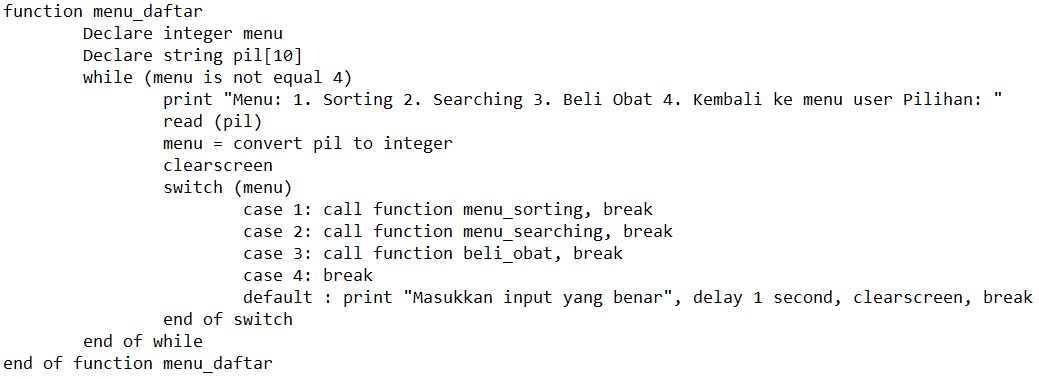 function menu_daftar
Declare integer menu
Declare string pil[10]
while (menu is not equal 4)
print "Menu: 1. Sorting 2. Searching 3. Beli Obat 4. Kembali ke menu user Pilihan: "
read (pil)
menu = convert pil to integer
clearscreen
switch (menu)
case 1: call function menu_sorting, break
case 2: call function menu_searching, break
case 3: call function beli_obat, break
case 4: break
default : print "Masukkan input yang benar", delay 1 second, clearscreen, break
end of switch
end of while
end of function menu_daftar